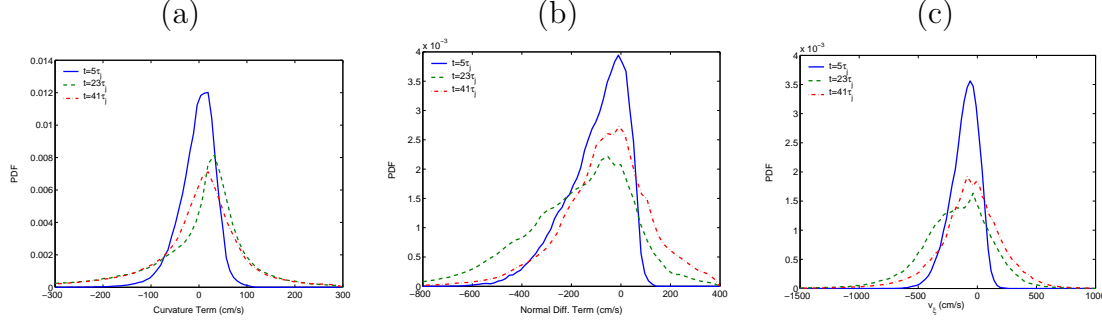 (a)
0.014
0.012
0.01
0.008
0.006
0.004
0.002
0
PDF
t=5τj
t=23τj
t=41τj
−300 −200 −100 0 100 200 300
Curvature Term (cm/s)
(b)
x 10⁻³
4
3.5
3
2.5
2
1.5
1
0.5
0
PDF
t=5τj
t=23τj
t=41τj
−800 −600 −400 −200 0 200 400
Normal Diff. Term (cm/s)
(c)
x 10⁻³
4
3.5
3
2.5
2
1.5
1
0.5
0
PDF
t=5τj
t=23τj
t=41τj
−1500 −1000 −500 0 500 1000
vξ (cm/s)